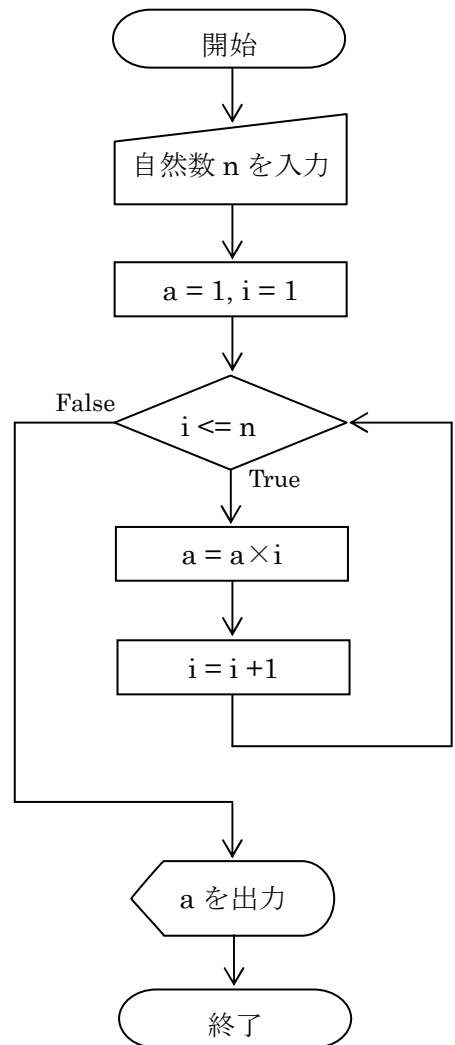 開始
自然数 n を入力
a = 1, i = 1
False
i <= n
True
a = a×i
i = i +1
a を出力
終了